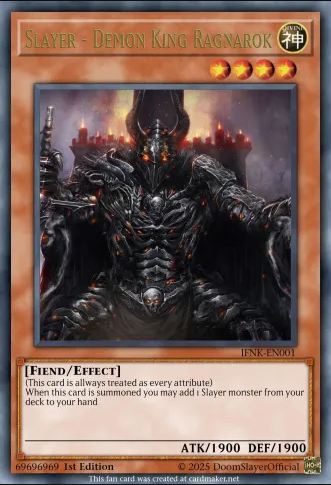 Slayer - Demon King Ragnarok
DIVINE
神
IFNK-EN001
[Fiend/Effect]
(This card is allways treated as every attribute)
When this card is summoned you may add 1 Slayer monster from your
deck to your hand
ATK/1900 DEF/1900
69696969 1st Edition © 2025 DoomSlayerOfficial
This fan card was created at cardmaker.net